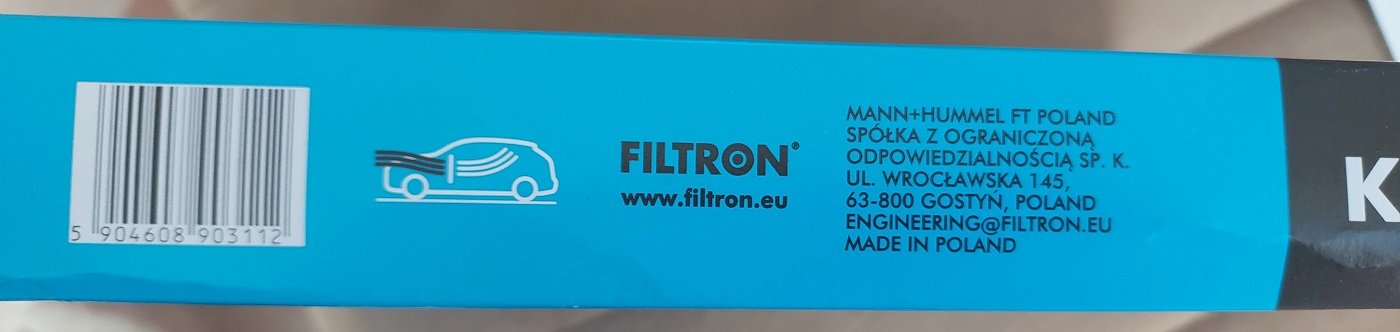 5 904608 903112
FILTRON®
www.filtron.eu
MANN+HUMMEL FT POLAND
SPÓŁKA Z OGRANICZONĄ
ODPOWIEDZIALNOŚCIĄ SP. K.
UL. WROCŁAWSKA 145,
63-800 GOSTYŃ, POLAND
ENGINEERING@FILTRON.EU
MADE IN POLAND
K